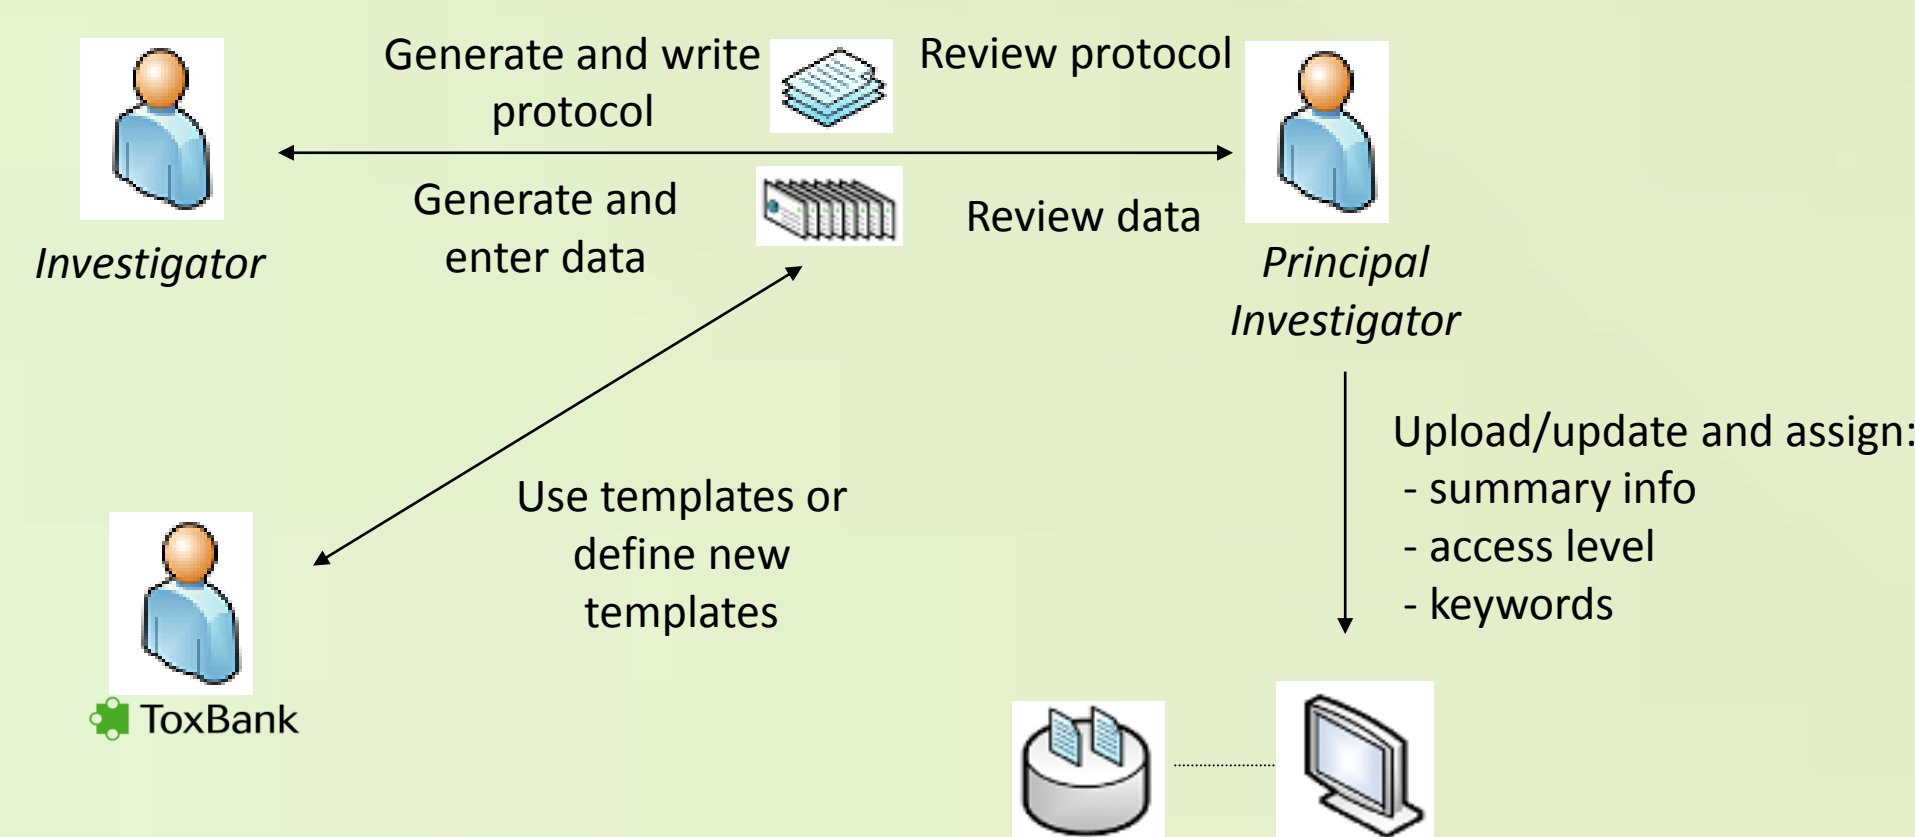 Generate and write
protocol
Review protocol
Generate and
enter data
Review data
Investigator
Principal
Investigator
Use templates or
define new
templates
Upload/update and assign:
- summary info
- access level
- keywords
ToxBank